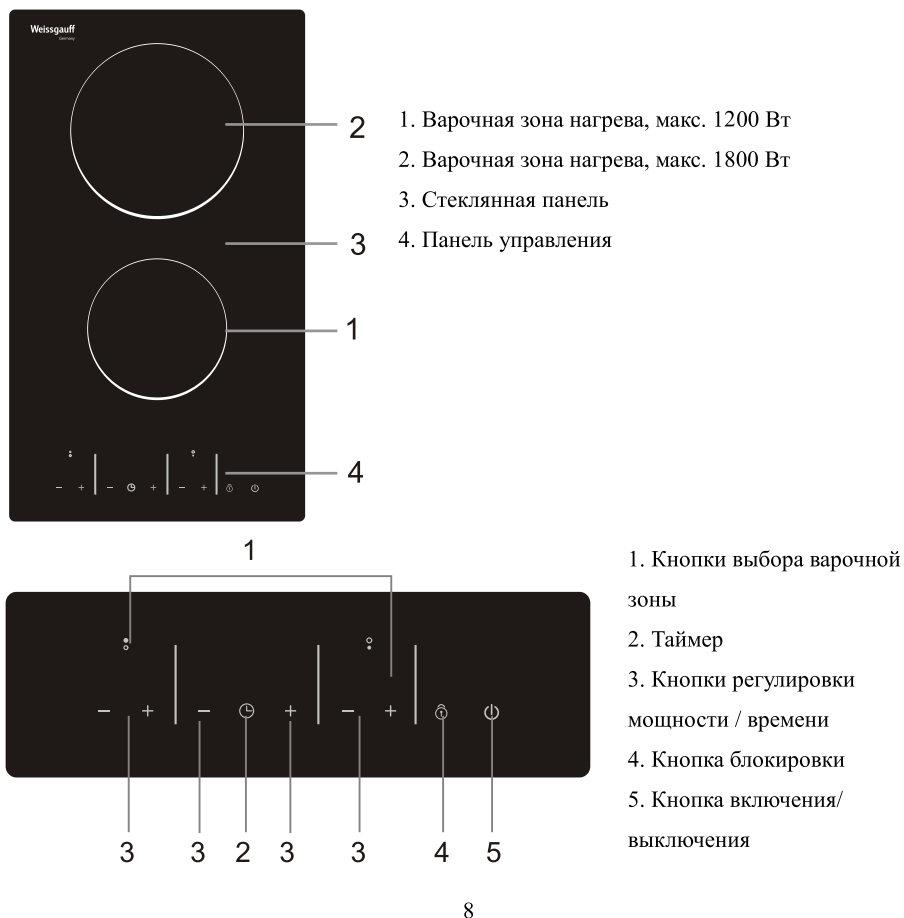 Weissgauff
Germany
2
3
1
4
1. Варочная зона нагрева, макс. 1200 Вт
2. Варочная зона нагрева, макс. 1800 Вт
3. Стеклянная панель
4. Панель управления
1
3 3 2 3 3 4 5
1. Кнопки выбора варочной
зоны
2. Таймер
3. Кнопки регулировки
мощности / времени
4. Кнопка блокировки
5. Кнопка включения/
выключения
8